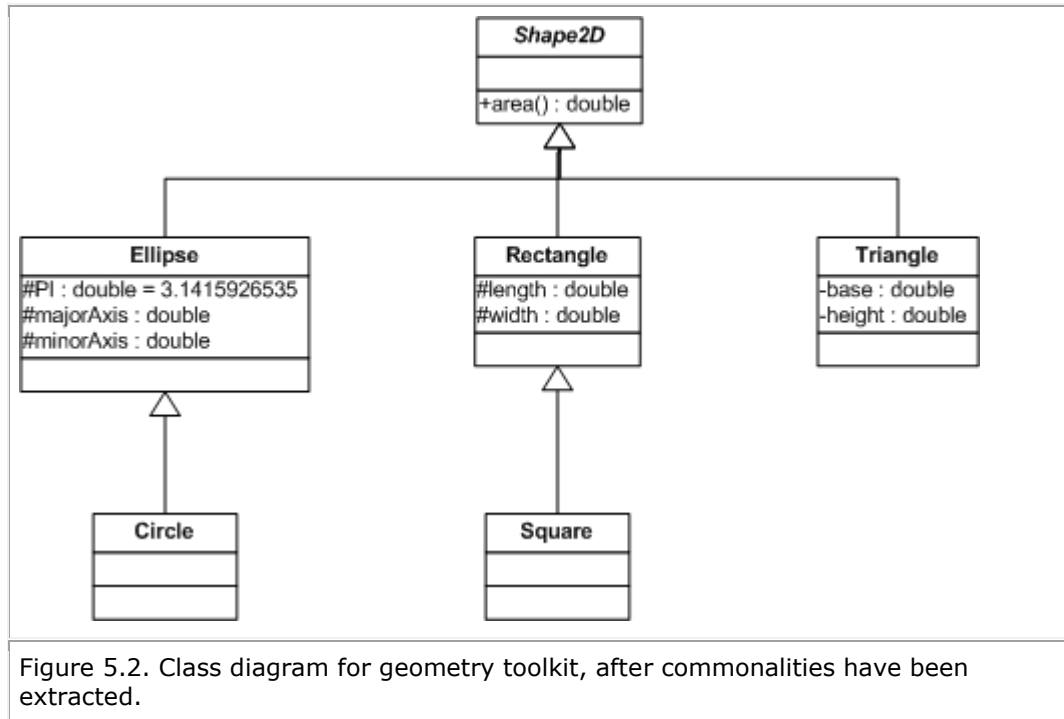 Shape2D
+area() : double
Ellipse
#PI : double = 3.1415926535
#majorAxis : double
#minorAxis : double
Rectangle
#length : double
#width : double
Triangle
-base : double
-height : double
Circle
Square
Figure 5.2. Class diagram for geometry toolkit, after commonalities have been
extracted.